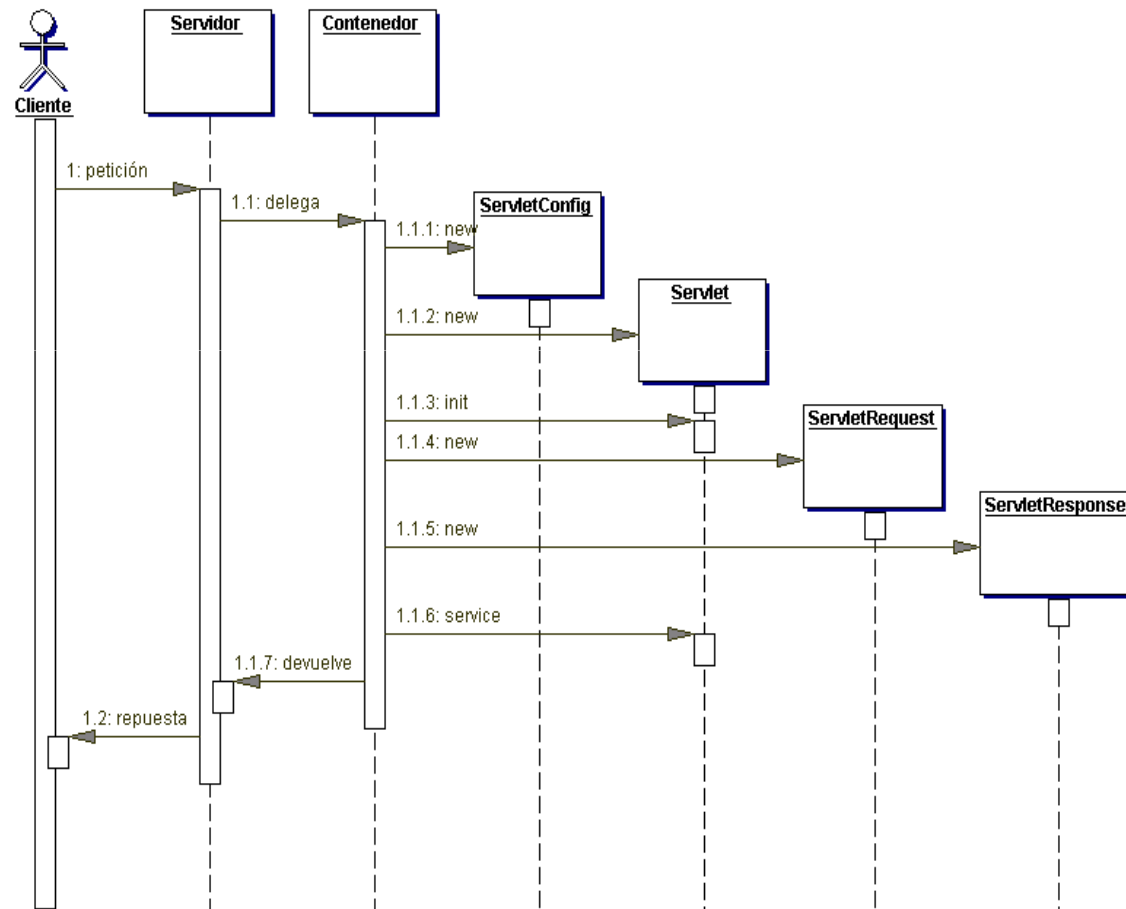 Servidor
Contenedor
Cliente
1: petición
1.1: delega
ServletConfig
1.1.1: new
Servlet
1.1.2: new
1.1.3: init
ServletRequest
1.1.4: new
ServletResponse
1.1.5: new
1.1.6: service
1.1.7: devuelve
1.2: repuesta